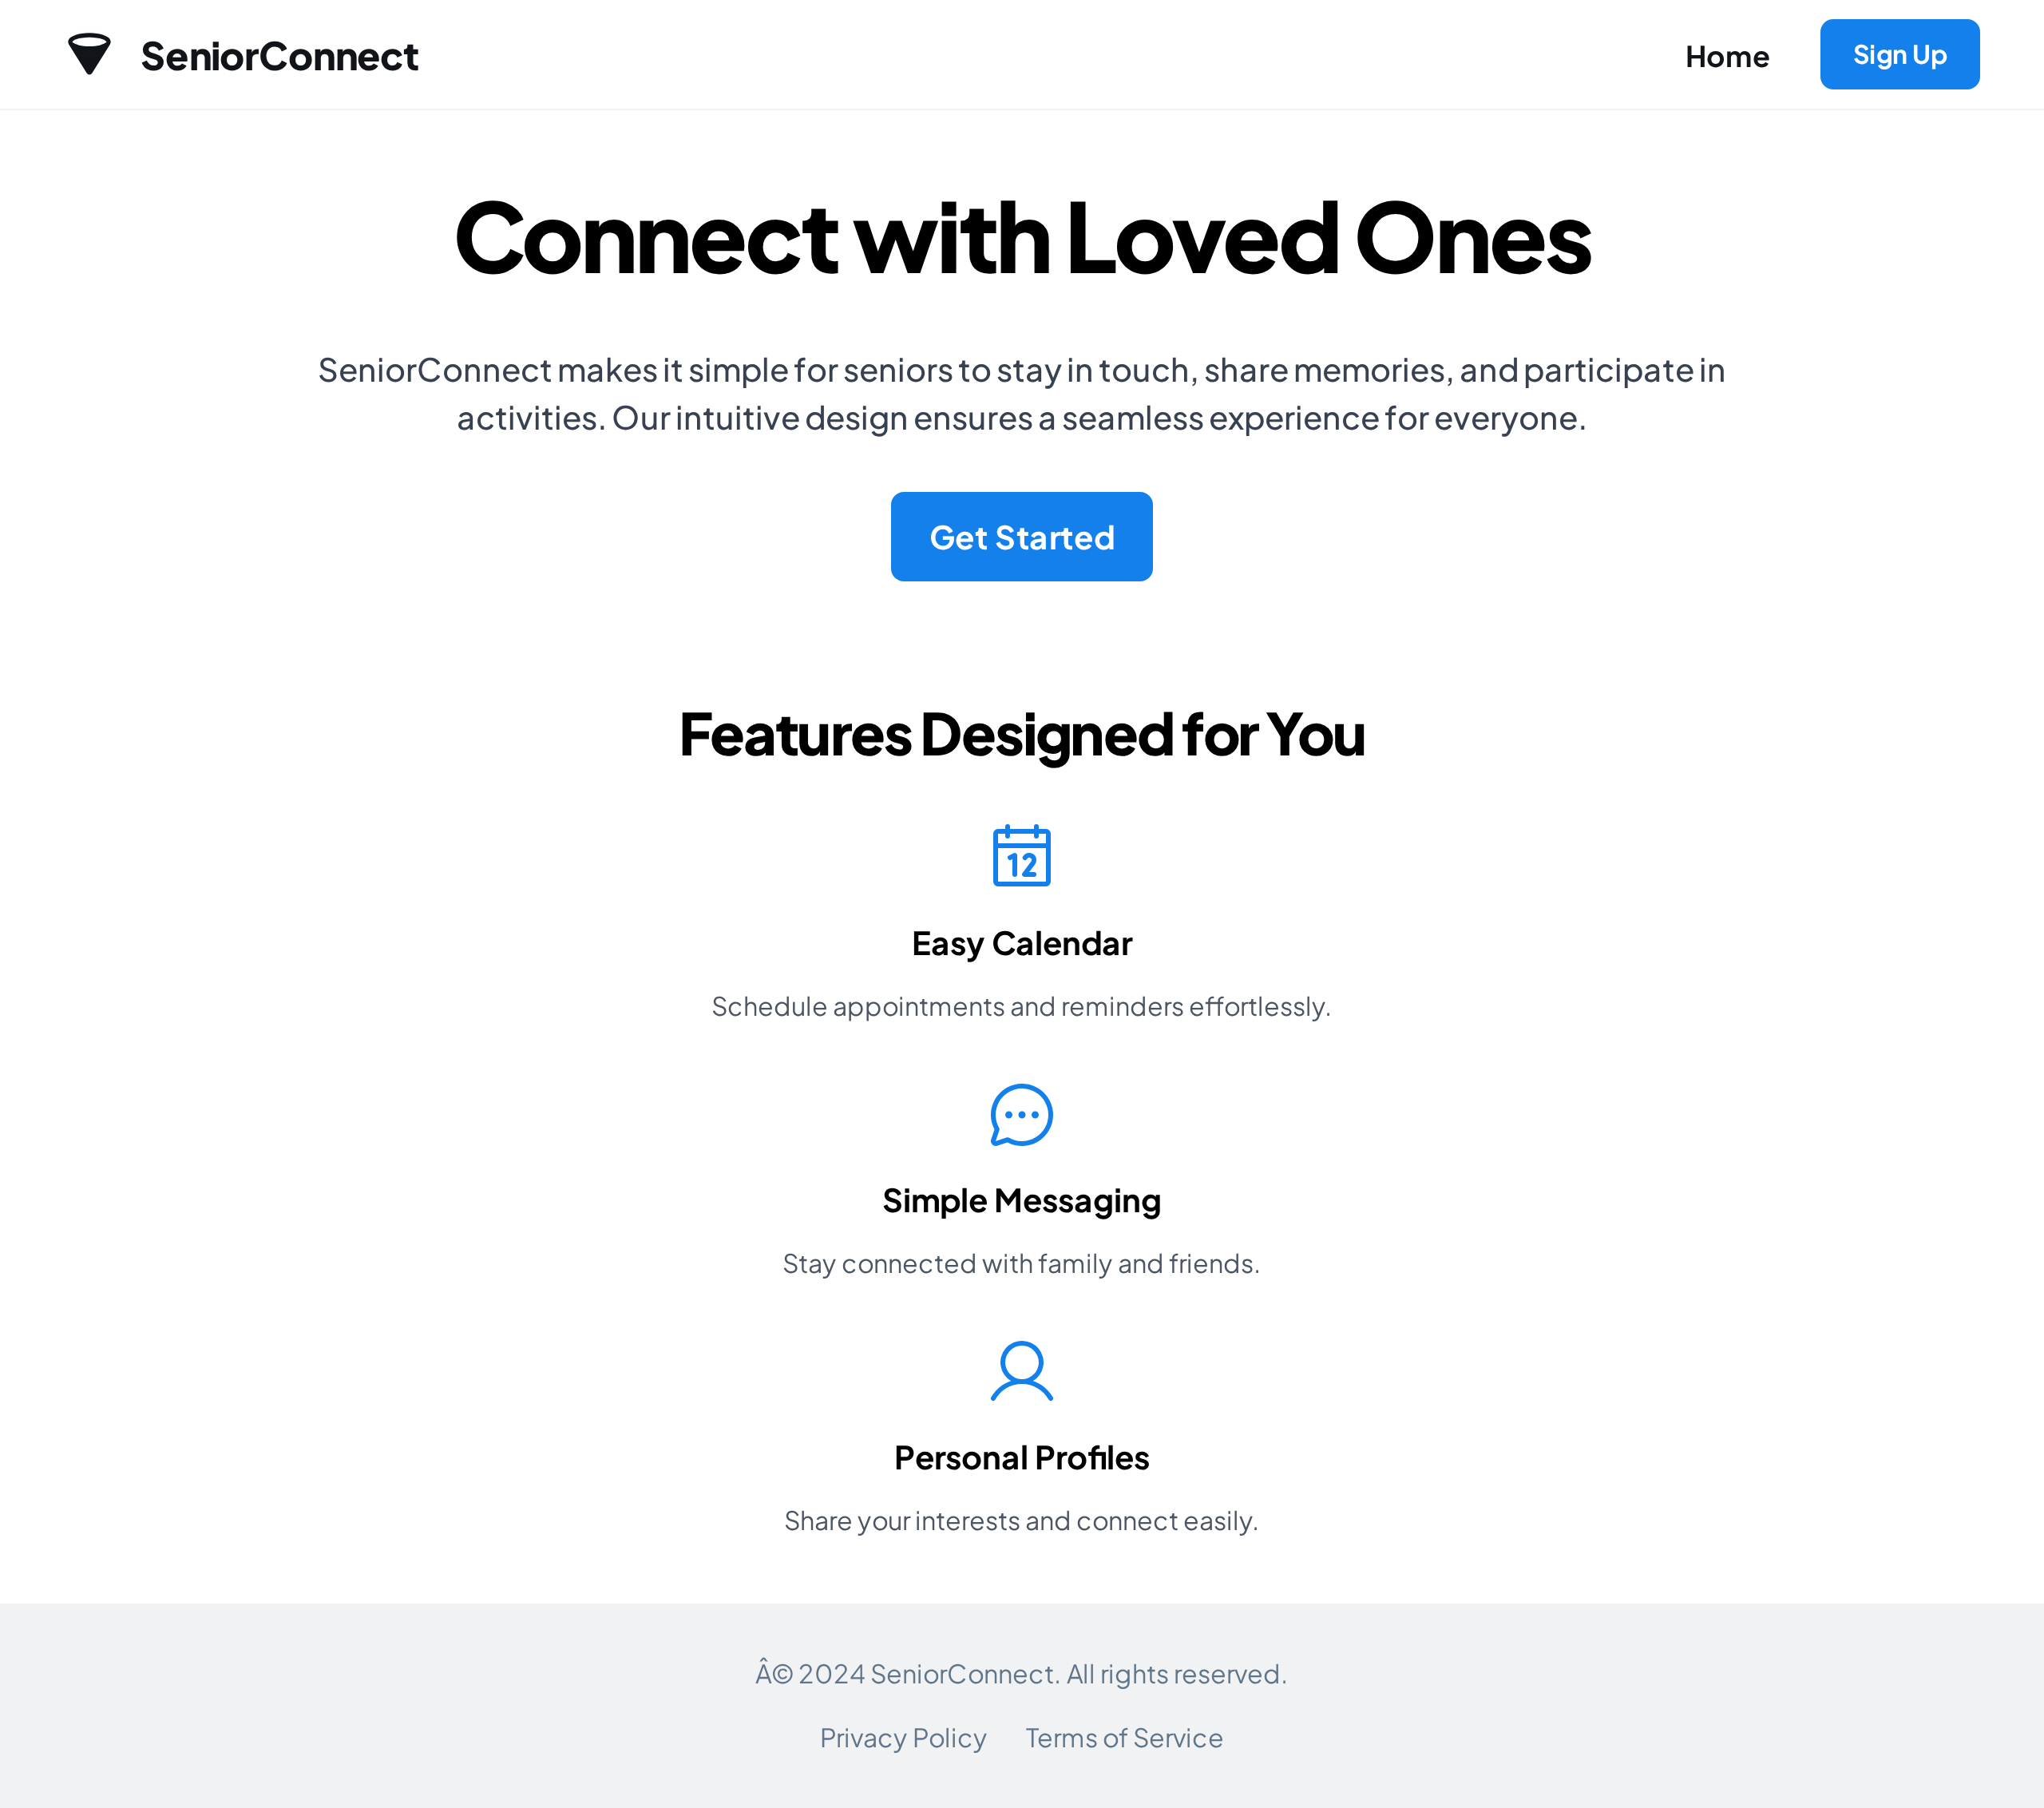 SeniorConnect
Home
Sign Up
Connect with Loved Ones
SeniorConnect makes it simple for seniors to stay in touch, share memories, and participate in
activities. Our intuitive design ensures a seamless experience for everyone.
Get Started
Features Designed for You
12
Easy Calendar
Schedule appointments and reminders effortlessly.
Simple Messaging
Stay connected with family and friends.
Personal Profiles
Share your interests and connect easily.
Â© 2024 SeniorConnect. All rights reserved.
Privacy Policy
Terms of Service